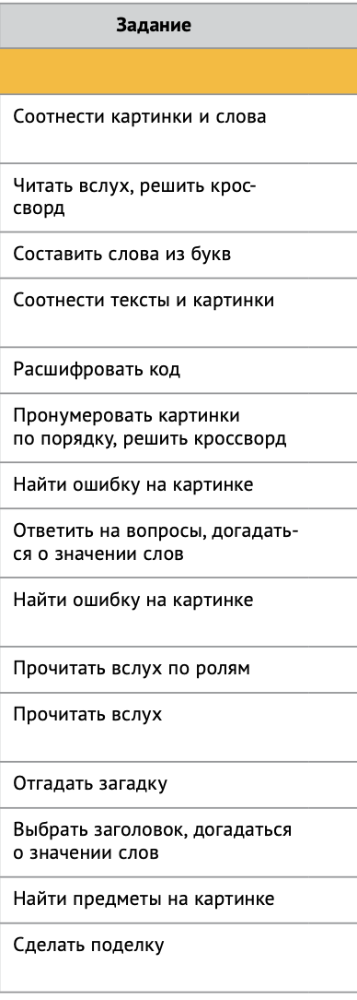 Задание
Соотнести картинки и слова
Читать вслух, решить крос-
сворд
Составить слова из букв
Соотнести тексты и картинки
Расшифровать код
Пронумеровать картинки
по порядку, решить кроссворд
Найти ошибку на картинке
Ответить на вопросы, догадать-
ся о значении слов
Найти ошибку на картинке
Прочитать вслух по ролям
Прочитать вслух
Отгадать загадку
Выбрать заголовок, догадаться
о значении слов
Найти предметы на картинке
Сделать поделку